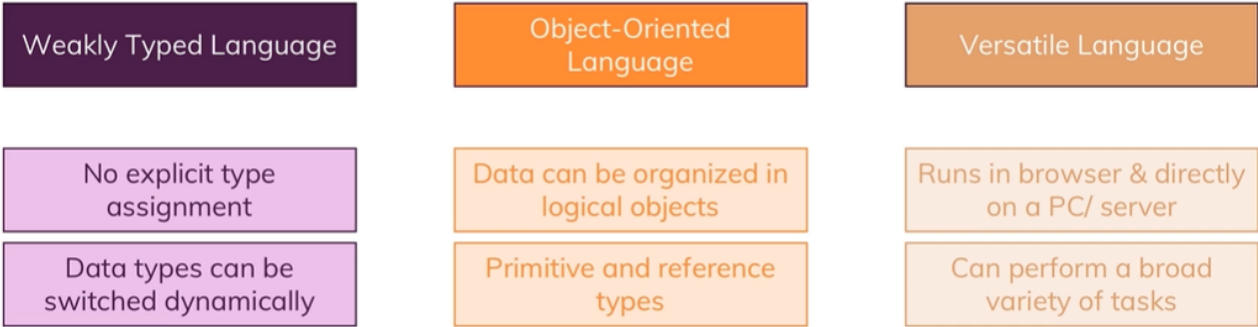 Weakly Typed Language
Object-Oriented
Language
Versatile Language
No explicit type
assignment
Data can be organized in
logical objects
Runs in browser & directly
on a PC/ server
Data types can be
switched dynamically
Primitive and reference
types
Can perform a broad
variety of tasks